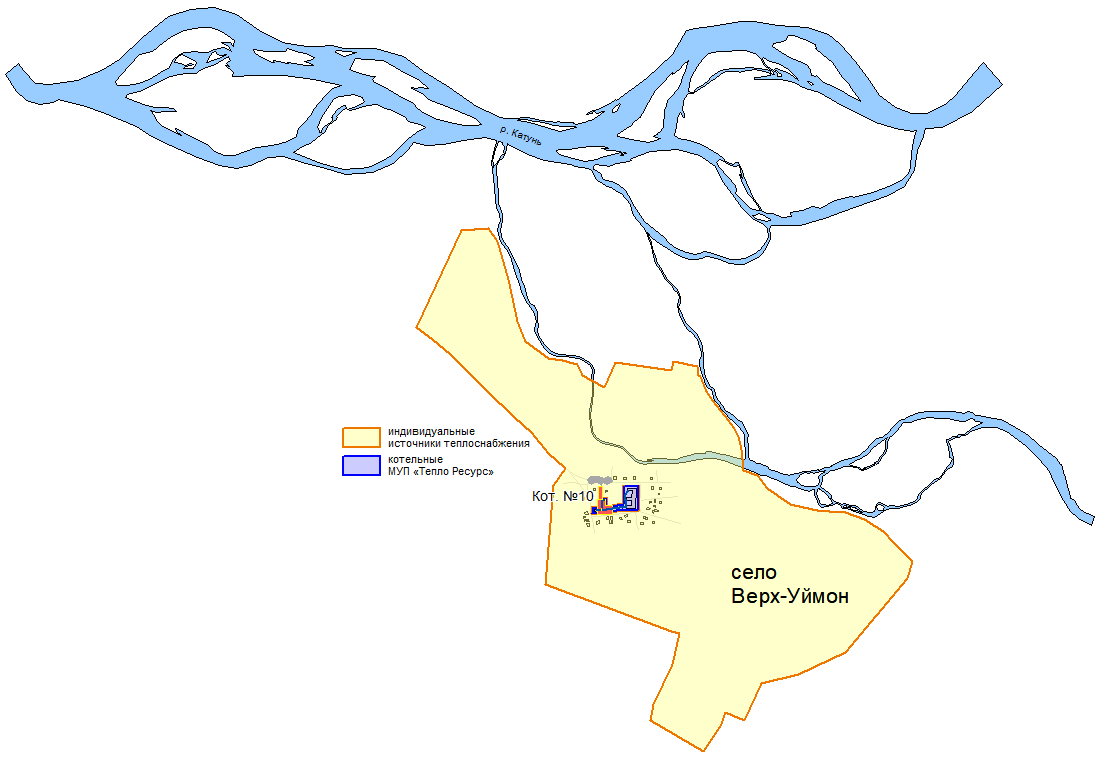 р. Катунь
индивидуальные
источники теплоснабжения
котельные
МУП «Тепло Ресурс»
Кот. №10
село
Верх-Уймон